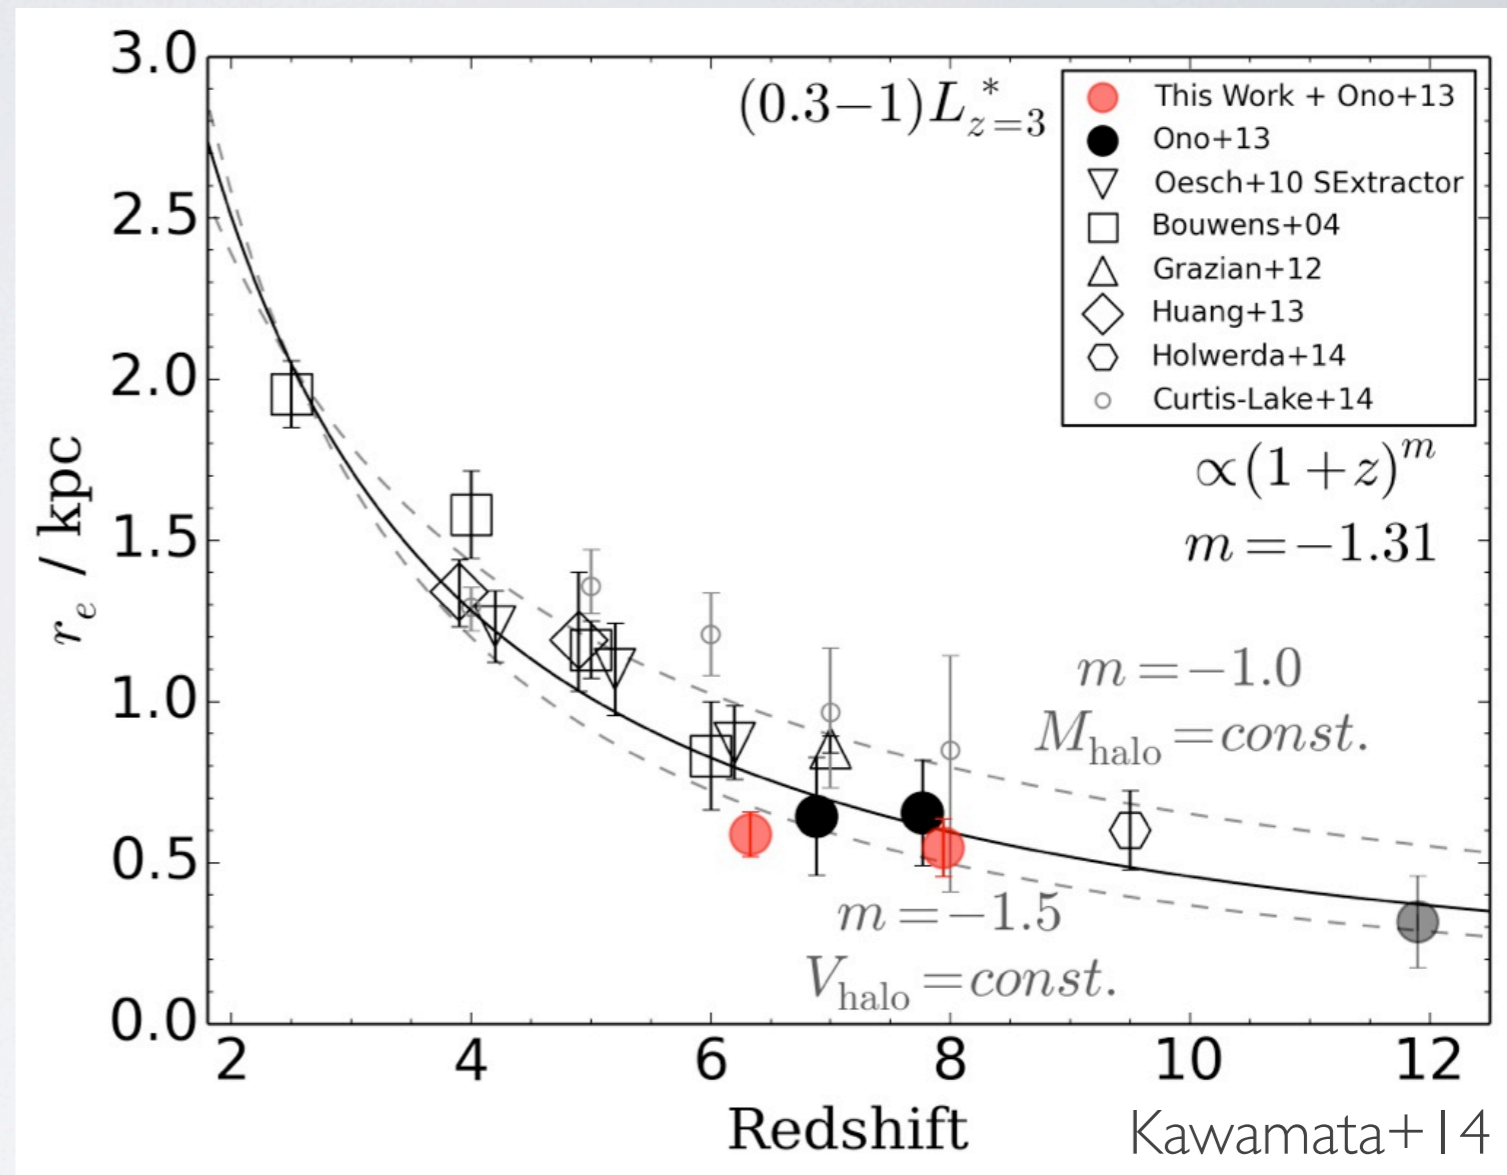 3.0
2.5
2.0
1.5
1.0
0.5
0.0
r_e / kpc
(0.3−1)L*_{z=3}
This Work + Ono+13
Ono+13
Oesch+10 SExtractor
Bouwens+04
Grazian+12
Huang+13
Holwerda+14
Curtis-Lake+14
∝(1+z)^m
m=−1.31
m=−1.0
M_halo=const.
m=−1.5
V_halo=const.
2 4 6 8 10 12
Redshift
Kawamata+14